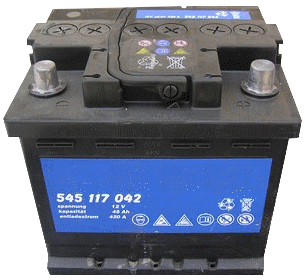 545 117 042
spannung 12 V
kapazität 45 Ah
entladestrom 450 A